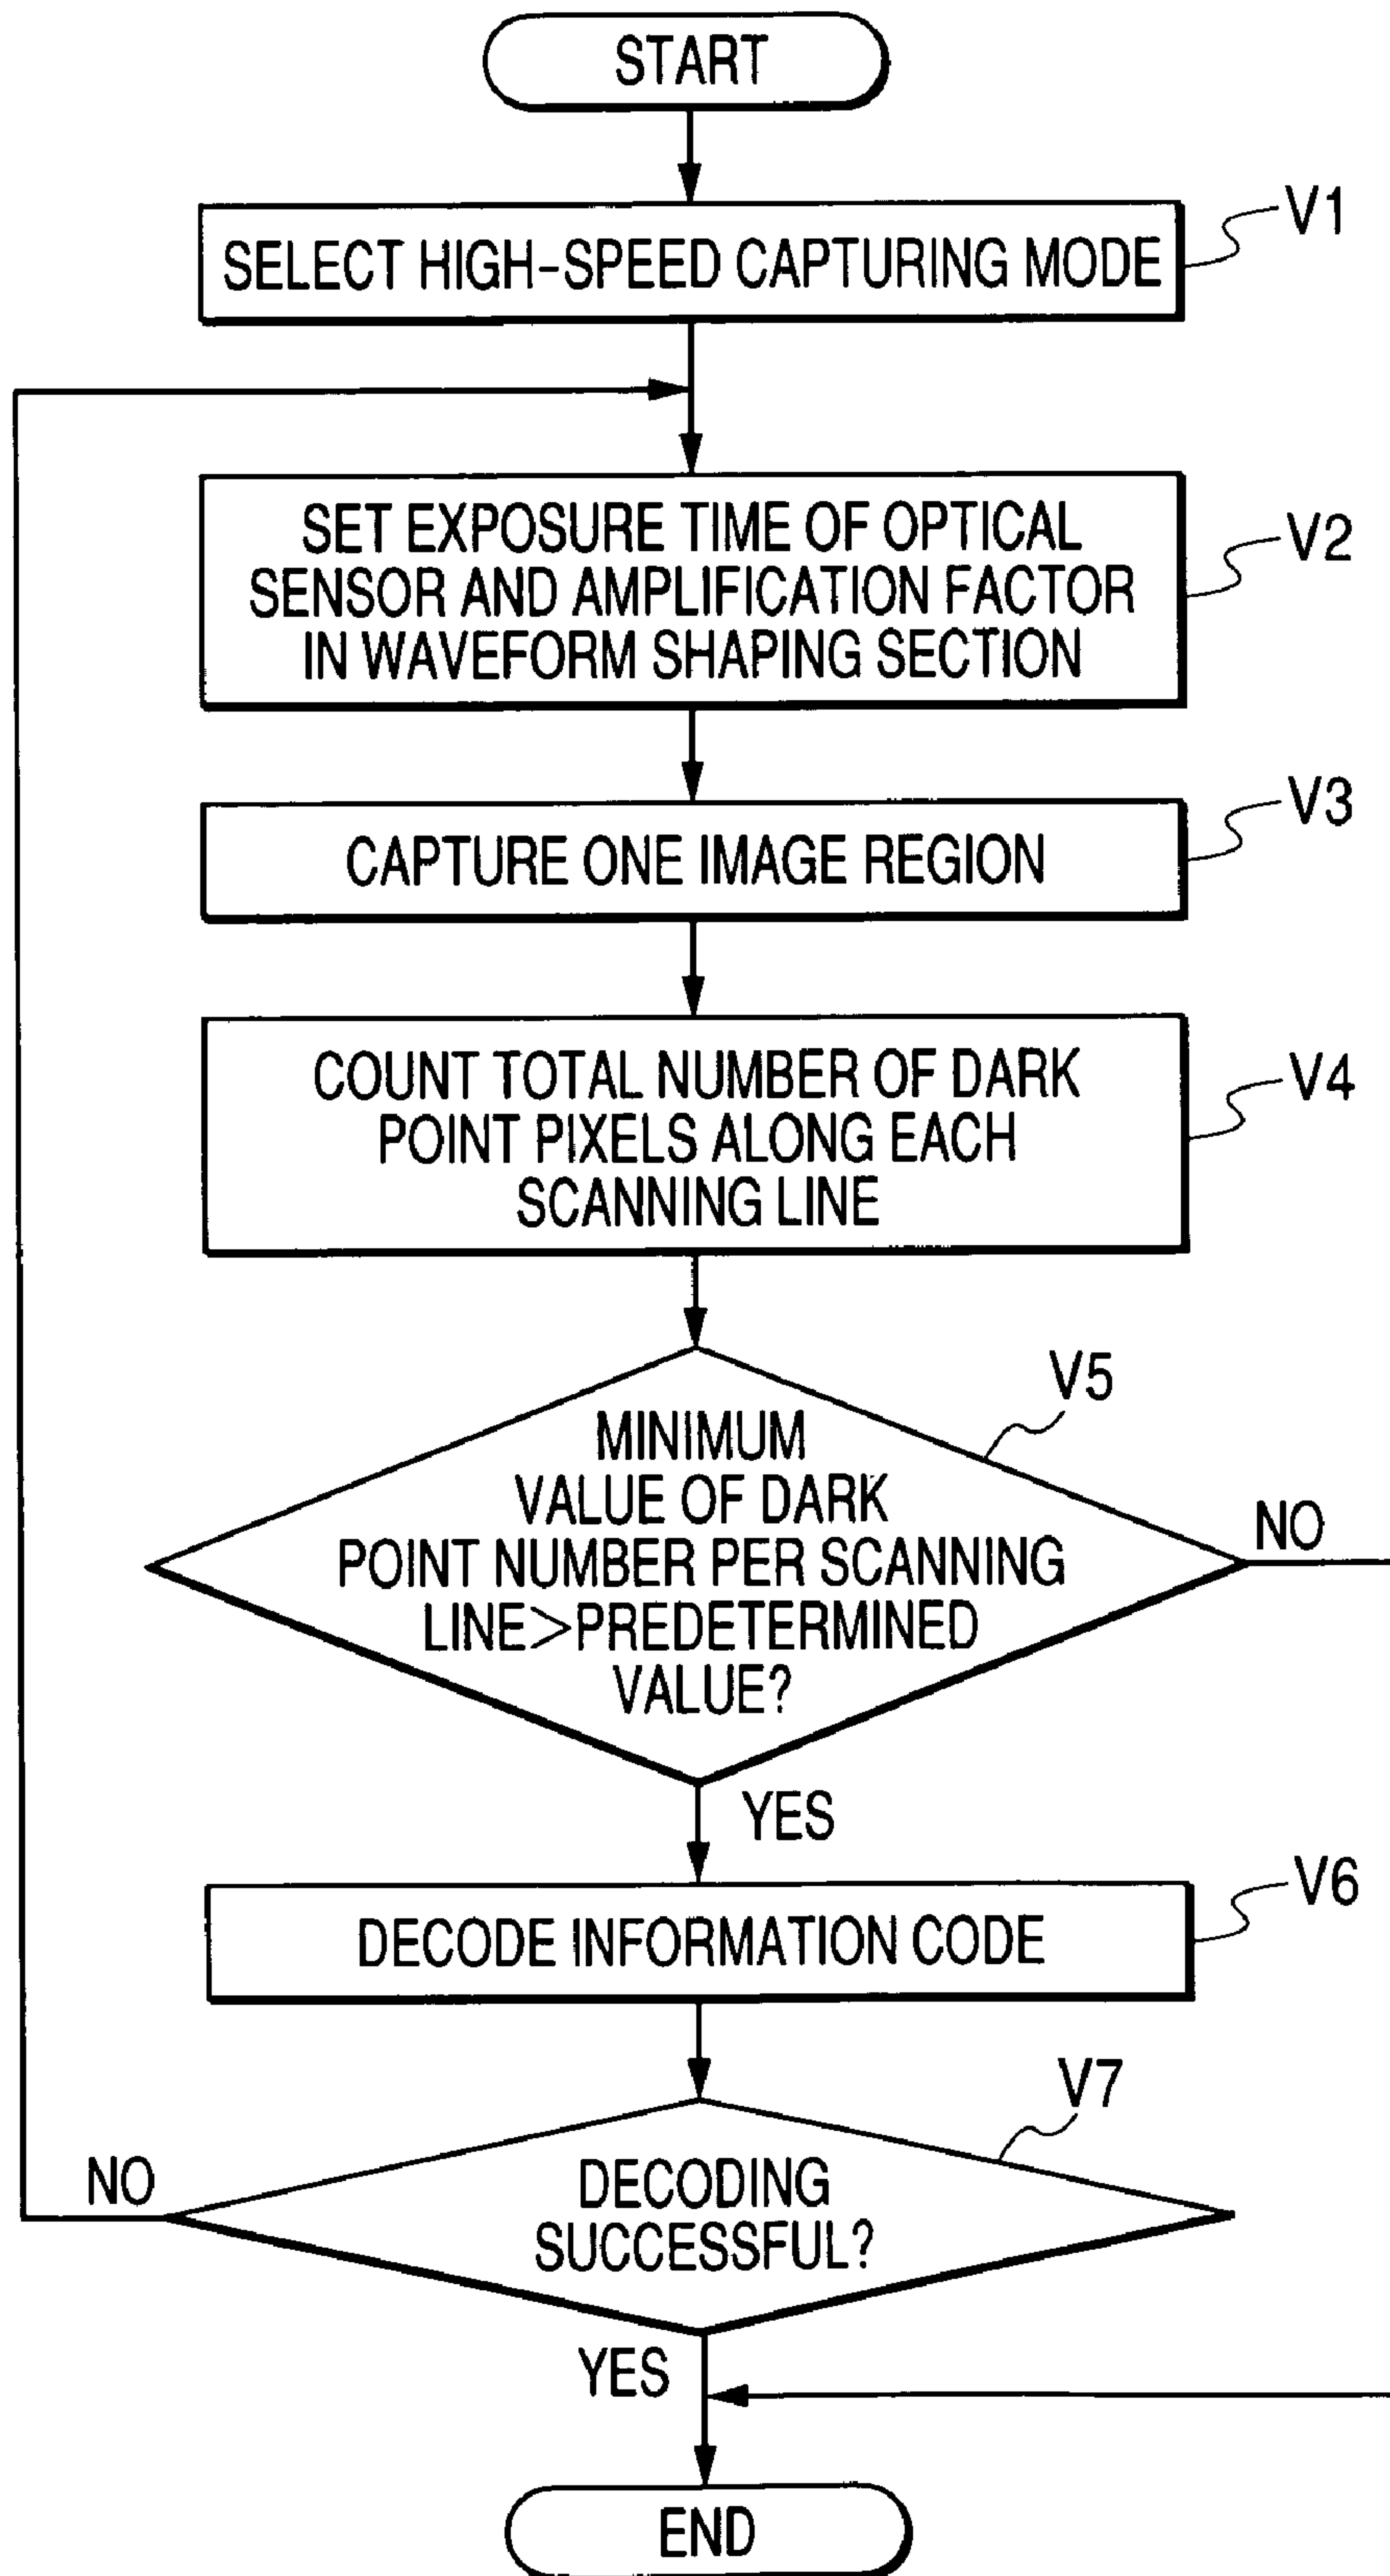 START
V1
SELECT HIGH-SPEED CAPTURING MODE
V2
SET EXPOSURE TIME OF OPTICAL
SENSOR AND AMPLIFICATION FACTOR
IN WAVEFORM SHAPING SECTION
V3
CAPTURE ONE IMAGE REGION
V4
COUNT TOTAL NUMBER OF DARK
POINT PIXELS ALONG EACH
SCANNING LINE
V5
MINIMUM
VALUE OF DARK
POINT NUMBER PER SCANNING
LINE>PREDETERMINED
VALUE?
NO
YES
V6
DECODE INFORMATION CODE
V7
DECODING
SUCCESSFUL?
NO
YES
END